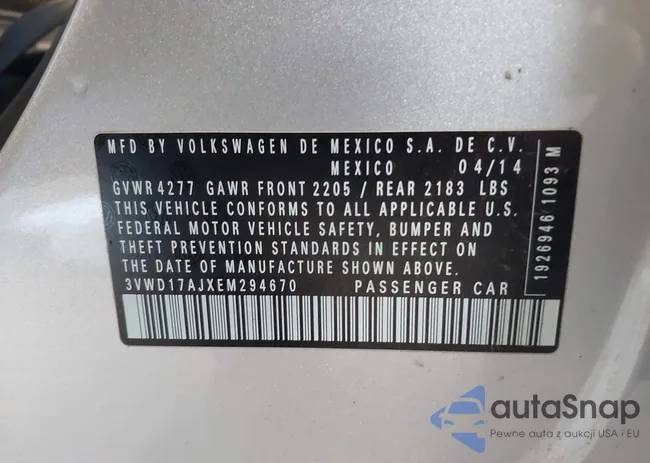 MFD BY VOLKSWAGEN DE MEXICO S.A. DE C.V.
MEXICO 04/14
GVWR 4277 GAWR FRONT 2205 / REAR 2183 LBS
THIS VEHICLE CONFORMS TO ALL APPLICABLE U.S.
FEDERAL MOTOR VEHICLE SAFETY, BUMPER AND
THEFT PREVENTION STANDARDS IN EFFECT ON
THE DATE OF MANUFACTURE SHOWN ABOVE.
3VWD17AJXEM294670 PASSENGER CAR
1926946 1093 M
autaSnap
Pewne auta z aukcji USA i EU